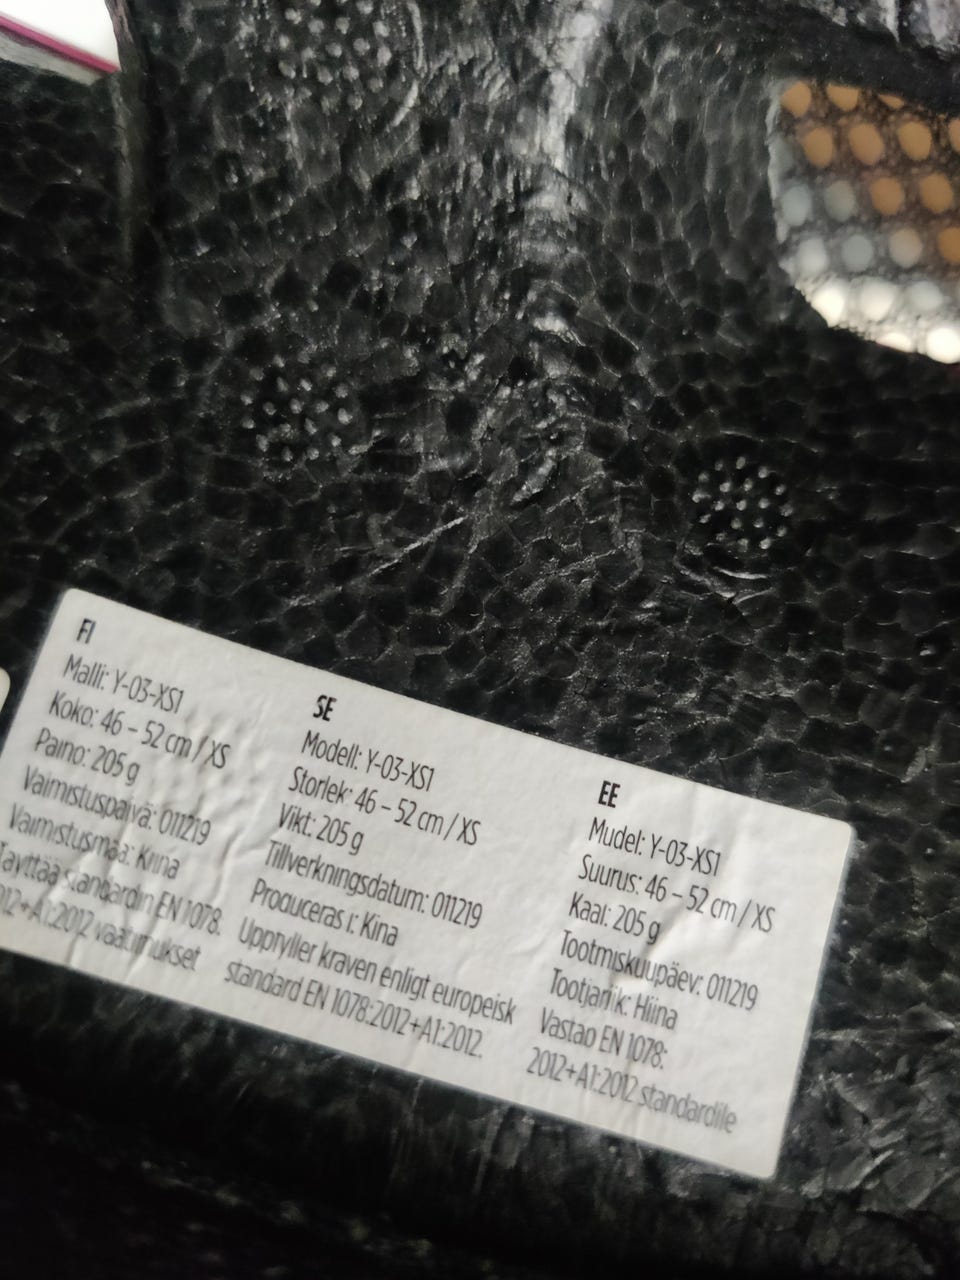 FI
Malli: Y-03-XS1
Koko: 46 – 52 cm / XS
Paino: 205 g
Vaimistuspäivä: 011219
Vaimistusmaa: Kiina
Täyttää standardin EN 1078:
2012+A1:2012 vaatimukset
SE
Modell: Y-03-XS1
Storlek: 46 – 52 cm / XS
Vikt: 205 g
Tillverkningsdatum: 011219
Produceras i: Kina
Uppfyller kraven enligt europeisk
standard EN 1078:2012+A1:2012.
EE
Mudel: Y-03-XS1
Suurus: 46 – 52 cm / XS
Kaal: 205 g
Tootmiskuupäev: 011219
Tootjariik: Hiina
Vastab EN 1078:
2012+A1:2012 standardile